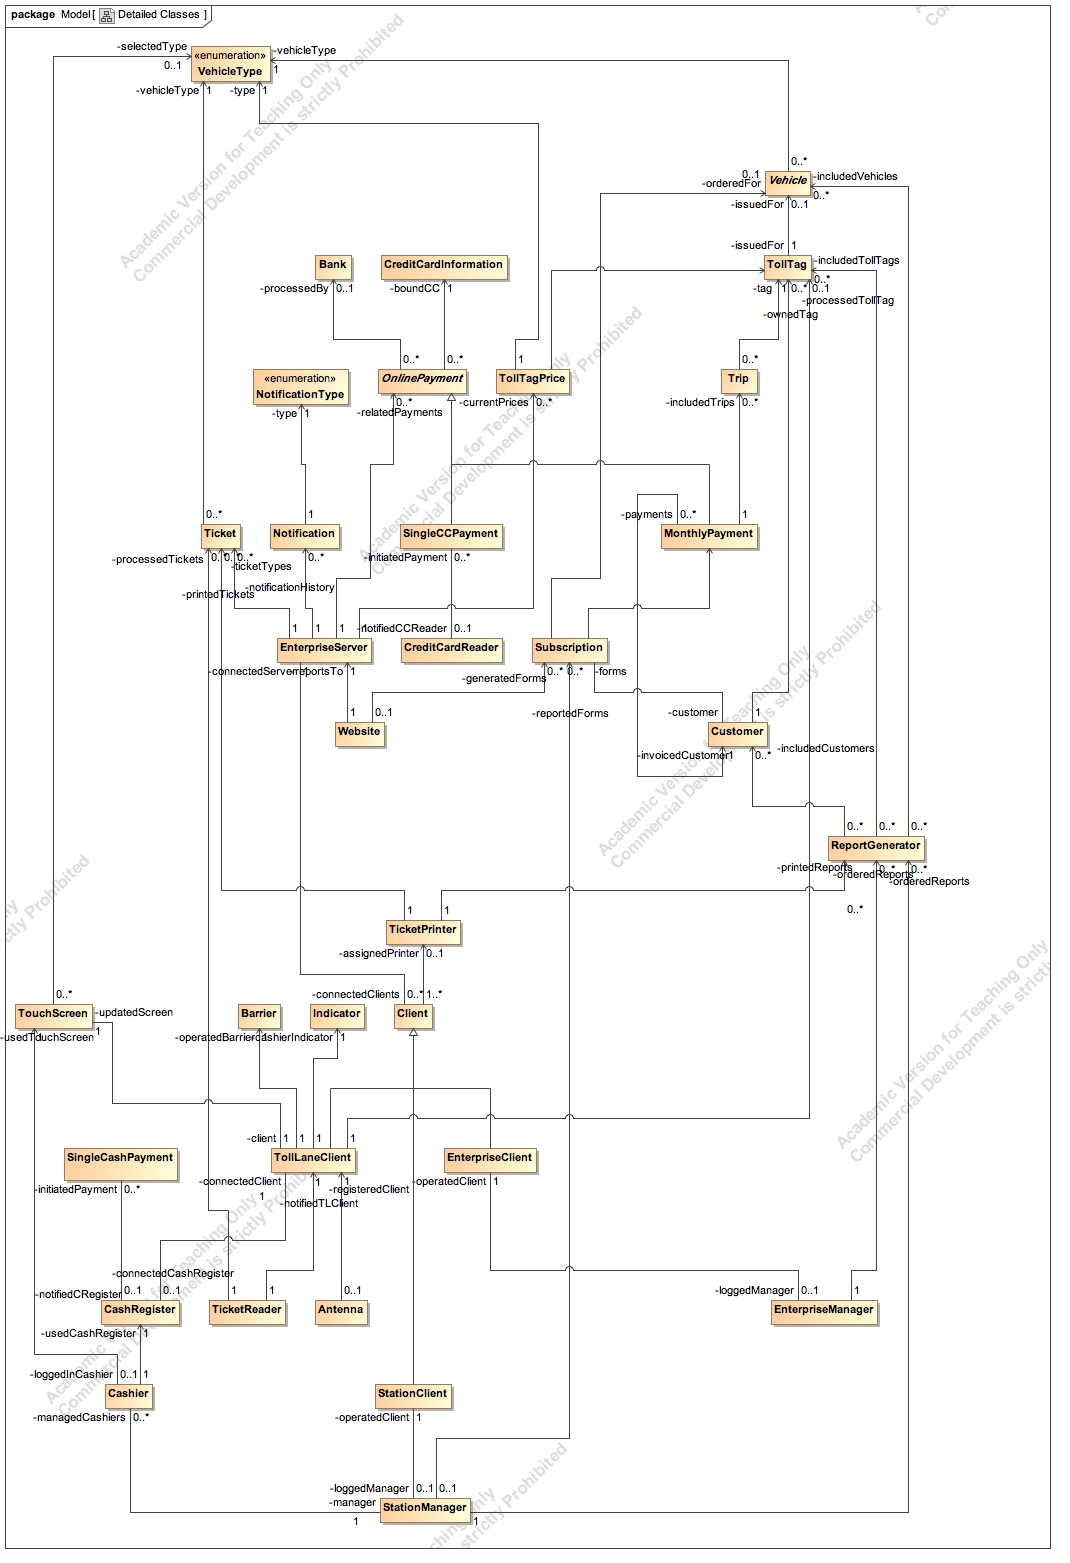 package Model[ Detailed Classes ]
-selectedType
0..1
«enumeration»
VehicleType
-vehicleType
1
-vehicleType 1
-type 1
0..*
0..1
-orderedFor
Vehicle
-includedVehicles
0..*
-issuedFor 0..1
-issuedFor 1
Bank
CreditCardInformation
TollTag
-includedTollTags
0..*
-processedBy 0..1
-boundCC 1
-tag 1 0..* 0..1
-processedTollTag
-ownedTag
0..*
0..*
1
0..*
«enumeration»
NotificationType
OnlinePayment
TollTagPrice
Trip
-type 1
0..*
-relatedPayments
-currentPrices 0..*
-includedTrips 0..*
0..*
1
-payments 0..*
1
Ticket
Notification
SingleCCPayment
MonthlyPayment
-processedTickets 0..* 0..* 0..*
-ticketTypes
0..*
-initiatedPayment 0..*
-notificationHistory
-printedTickets
1 1 1 1
-notifiedCCReader 0..1
EnterpriseServer
CreditCardReader
Subscription
-connectedServer
-reportsTo 1
-generatedForms
0..* 0..*
-forms
1
0..1
-reportedForms
-customer 1
Website
Customer
-includedCustomers
-invoicedCustomer 1
0..*
0..* 0..* 0..*
ReportGenerator
-printedReports
0..* 0..*
-orderedReports
-orderedReports
0..*
1 1
TicketPrinter
-assignedPrinter 0..1
0..*
-connectedClients 0..* 1..*
TouchScreen
-updatedScreen
1
Barrier
Indicator
Client
-usedTouchScreen
-operatedBarrier
-cashierIndicator 1
-client 1 1 1 1
SingleCashPayment
TollLaneClient
EnterpriseClient
-initiatedPayment 0..*
-connectedClient
1
1
1
-registeredClient
-operatedClient 1
-notifiedTLClient
-connectedCashRegister
-notifiedCRegister 0..1 0..1
1 1 0..1
-loggedManager 0..1
1
CashRegister
TicketReader
Antenna
EnterpriseManager
-usedCashRegister 1
-loggedInCashier 0..1 1
Cashier
StationClient
-managedCashiers 0..*
-operatedClient 1
-loggedManager 0..1 0..1
-manager
1
StationManager
1
Academic Version for Teaching Only
Commercial Development is strictly Prohibited